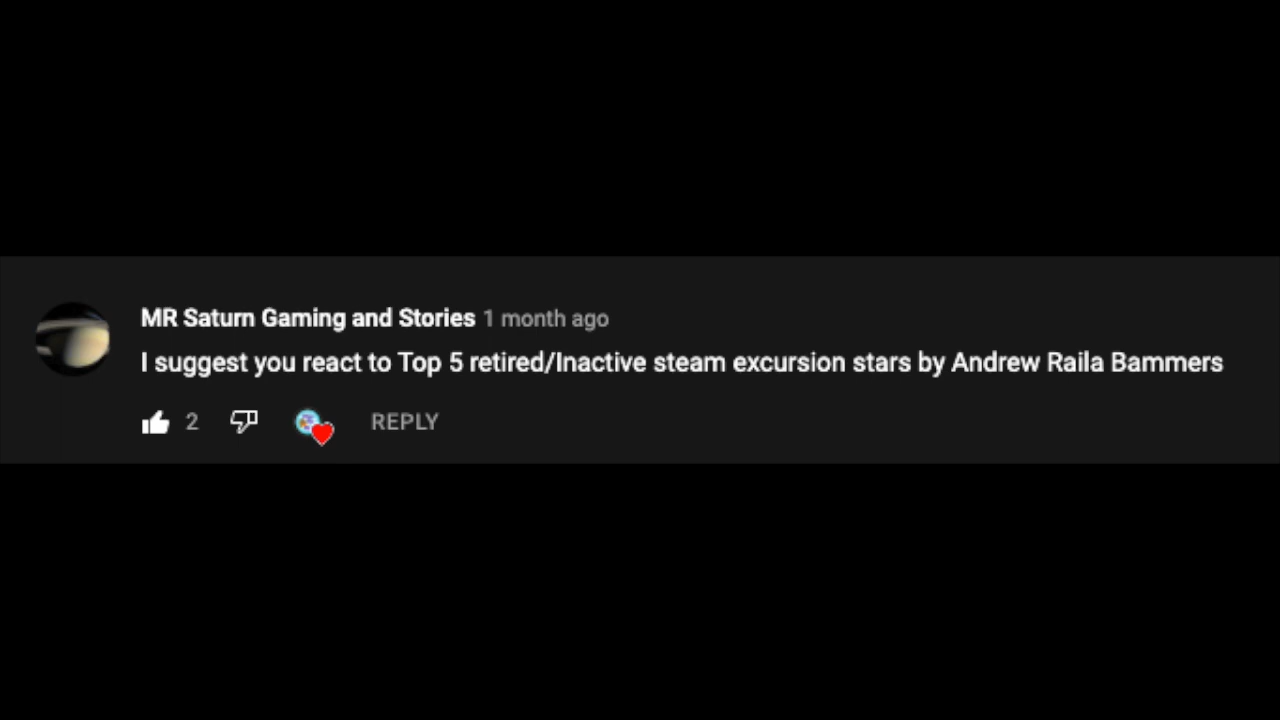 MR Saturn Gaming and Stories 1 month ago
I suggest you react to Top 5 retired/Inactive steam excursion stars by Andrew Raila Bammers
2 REPLY